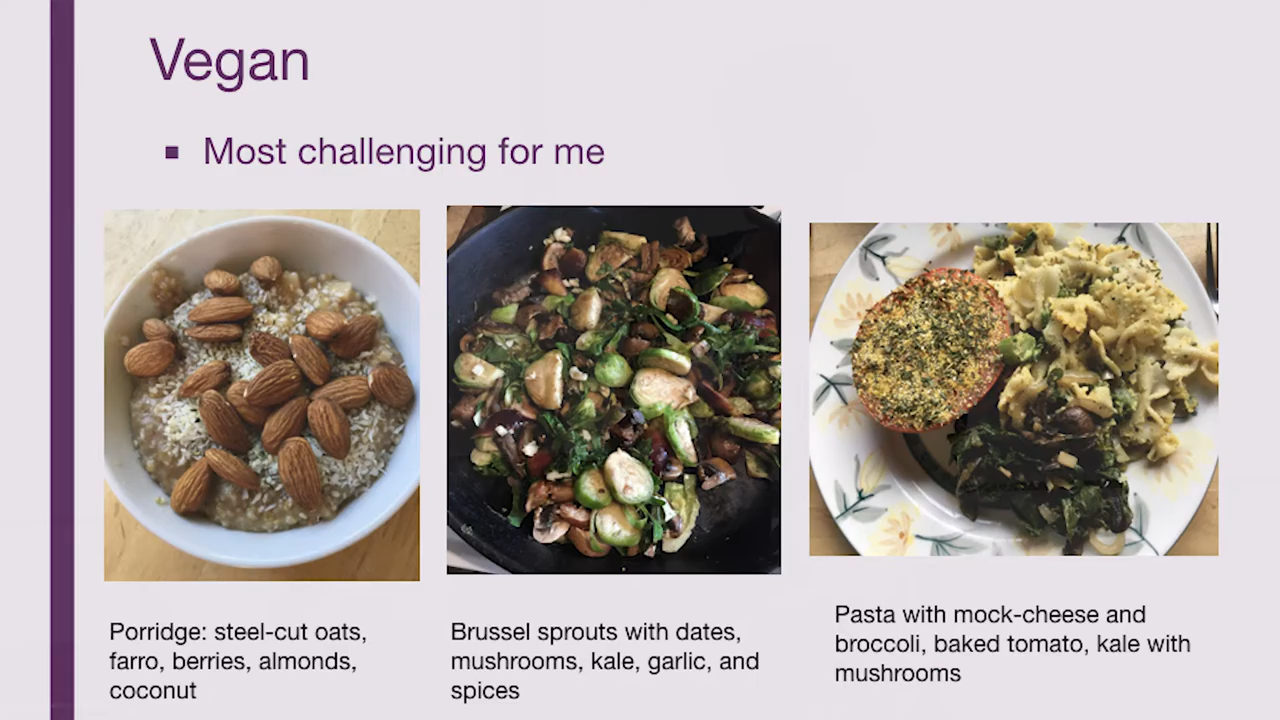 Vegan
Most challenging for me
Porridge: steel-cut oats,
farro, berries, almonds,
coconut
Brussel sprouts with dates,
mushrooms, kale, garlic, and
spices
Pasta with mock-cheese and
broccoli, baked tomato, kale with
mushrooms